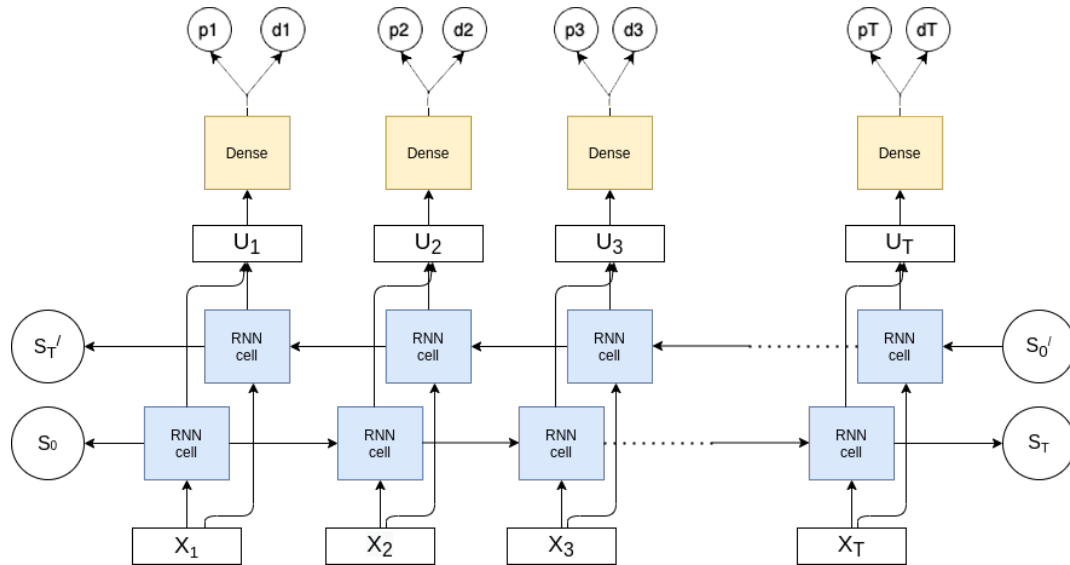 p1 d1 p2 d2 p3 d3 pT dT
Dense Dense Dense Dense
U1 U2 U3 UT
ST/ RNN cell RNN cell RNN cell RNN cell S0/
S0 RNN cell RNN cell RNN cell RNN cell ST
X1 X2 X3 XT